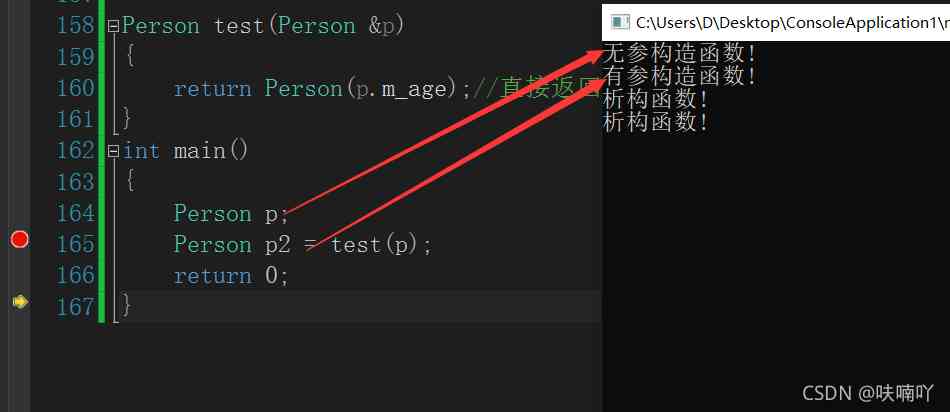 158 Person test(Person &p)
159 {
160 return Person(p.m_age);//直接返回
161 }
162 int main()
163 {
164 Person p;
165 Person p2 = test(p);
166 return 0;
167 }
C:\Users\D\Desktop\ConsoleApplication1\
无参构造函数!
有参构造函数!
析构函数!
析构函数!
CSDN @呋喃吖